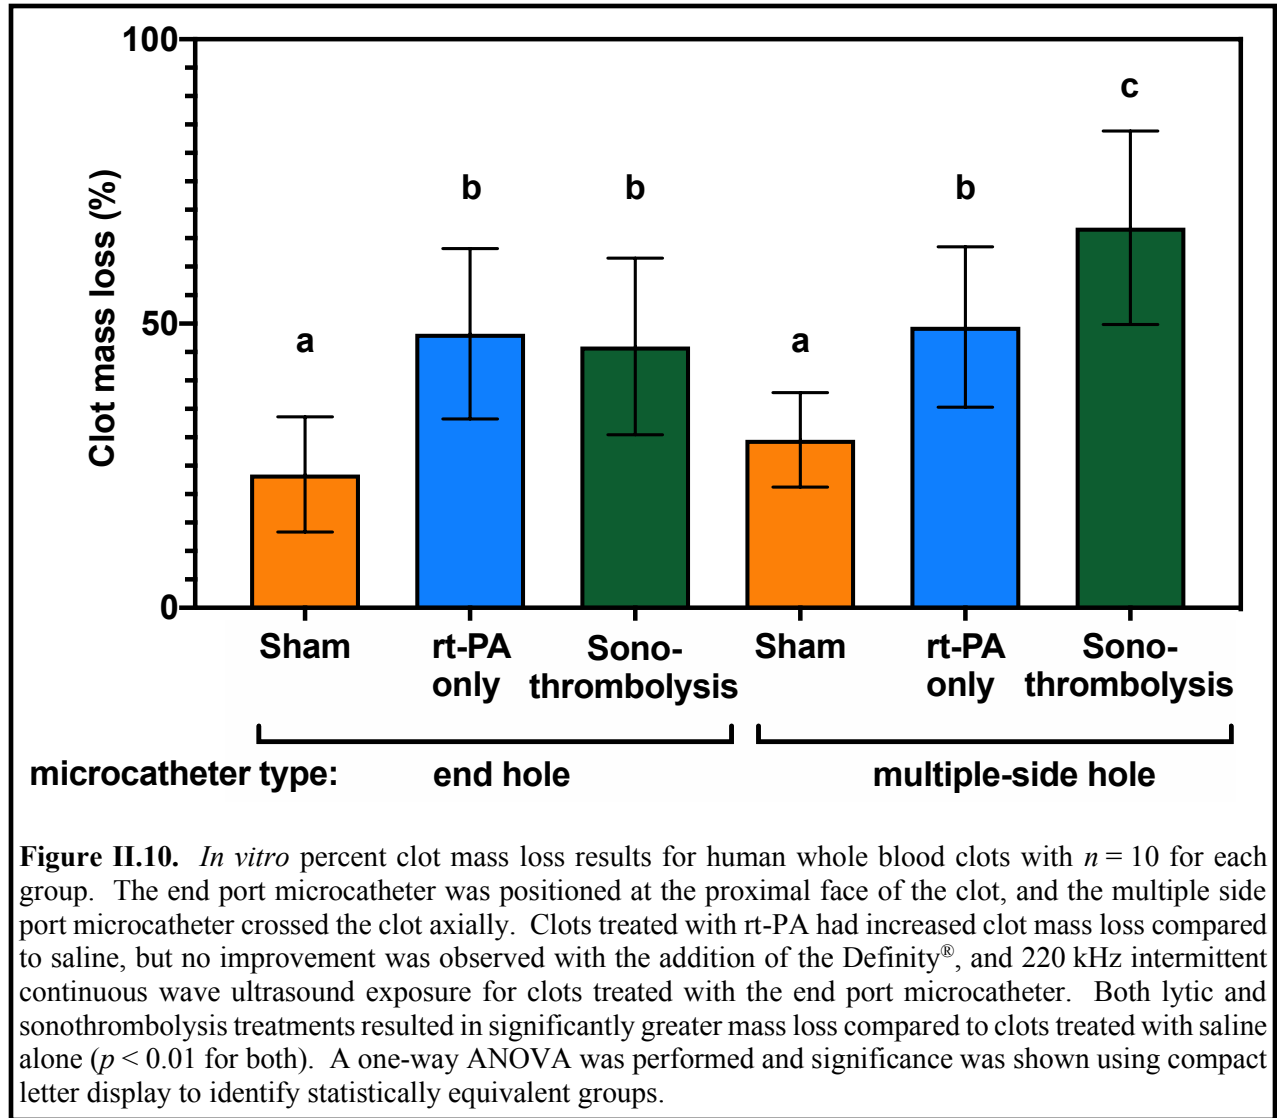 100
c
b
b
b
Clot mass loss (%)
50
a
a
0
Sham
rt-PA
only
Sono-
thrombolysis
Sham
rt-PA
only
Sono-
thrombolysis
microcatheter type:
end hole
multiple-side hole
Figure II.10. In vitro percent clot mass loss results for human whole blood clots with n = 10 for each
group. The end port microcatheter was positioned at the proximal face of the clot, and the multiple side
port microcatheter crossed the clot axially. Clots treated with rt-PA had increased clot mass loss compared
to saline, but no improvement was observed with the addition of the Definity®, and 220 kHz intermittent
continuous wave ultrasound exposure for clots treated with the end port microcatheter. Both lytic and
sonothrombolysis treatments resulted in significantly greater mass loss compared to clots treated with saline
alone (p < 0.01 for both). A one-way ANOVA was performed and significance was shown using compact
letter display to identify statistically equivalent groups.